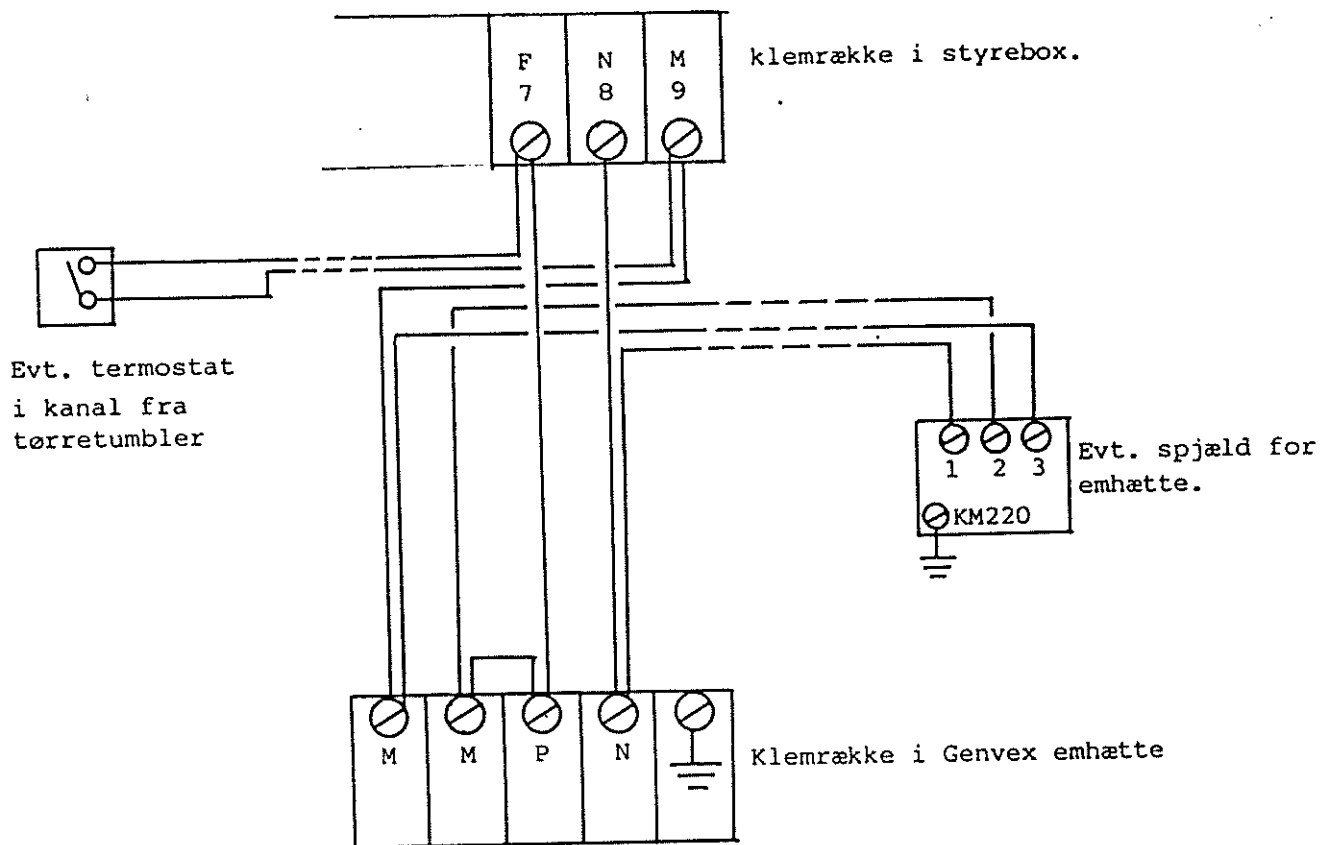 F N M
7 8 9
klemrække i styrebox.
Evt. termostat
i kanal fra
tørretumbler
1 2 3
KM220
Evt. spjæld for
emhætte.
M M P N
Klemrække i Genvex emhætte